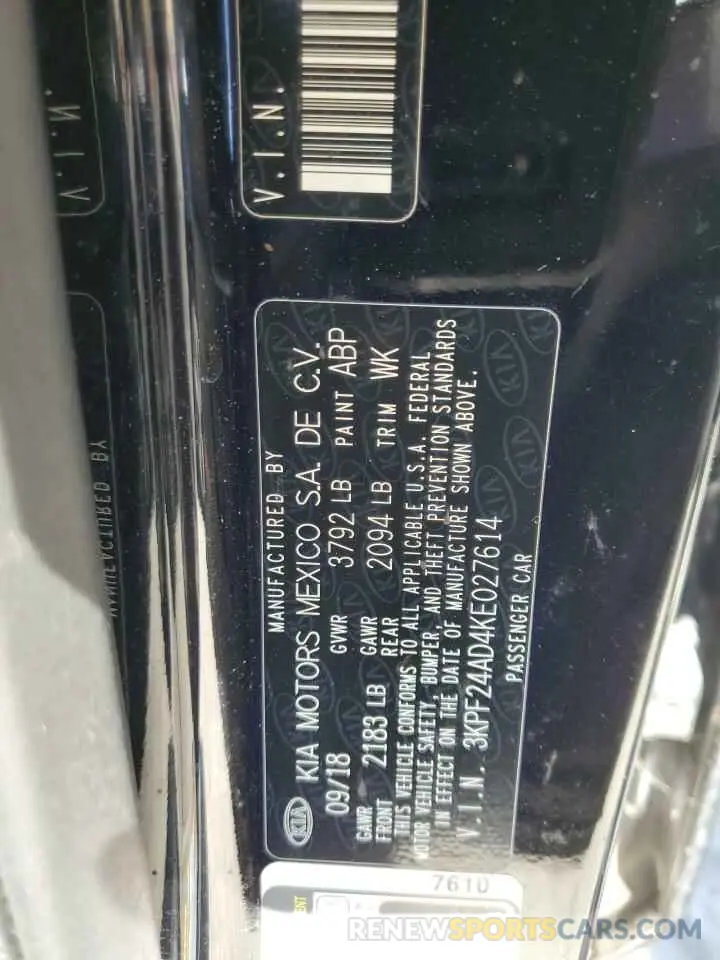 V.I.N.
MANUFACTURED BY
KIA KIA MOTORS MEXICO S.A. DE C.V.
09/18 GVWR 3792 LB PAINT ABP
GAWR FRONT 2183 LB GAWR REAR 2094 LB TRIM WK
THIS VEHICLE CONFORMS TO ALL APPLICABLE U.S.A. FEDERAL
MOTOR VEHICLE SAFETY, BUMPER, AND THEFT PREVENTION STANDARDS
IN EFFECT ON THE DATE OF MANUFACTURE SHOWN ABOVE.
V.I.N. 3KPF24AD4KE027614
PASSENGER CAR
7610
RENEWSPORTSCARS.COM